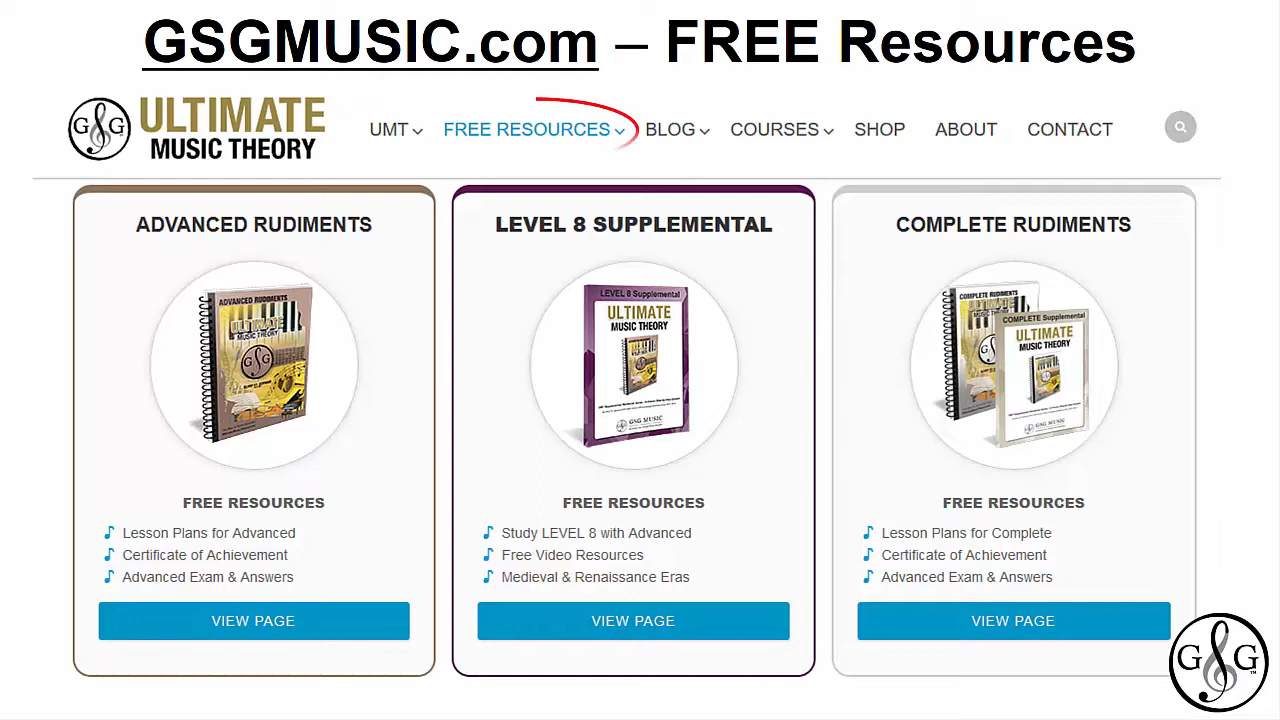 GSGMUSIC.com – FREE Resources
G G ULTIMATE
MUSIC THEORY
UMT FREE RESOURCES BLOG COURSES SHOP ABOUT CONTACT
ADVANCED RUDIMENTS
ADVANCED RUDIMENTS
ULTIMATE
MUSIC THEORY
G G
FREE RESOURCES
Lesson Plans for Advanced
Certificate of Achievement
Advanced Exam & Answers
VIEW PAGE
LEVEL 8 SUPPLEMENTAL
LEVEL 8 Supplemental
ULTIMATE
MUSIC THEORY
GSG MUSIC
FREE RESOURCES
Study LEVEL 8 with Advanced
Free Video Resources
Medieval & Renaissance Eras
VIEW PAGE
COMPLETE RUDIMENTS
COMPLETE RUDIMENTS
COMPLETE Supplemental
ULTIMATE
MUSIC THEORY
GSG MUSIC
FREE RESOURCES
Lesson Plans for Complete
Certificate of Achievement
Advanced Exam & Answers
VIEW PAGE
G G